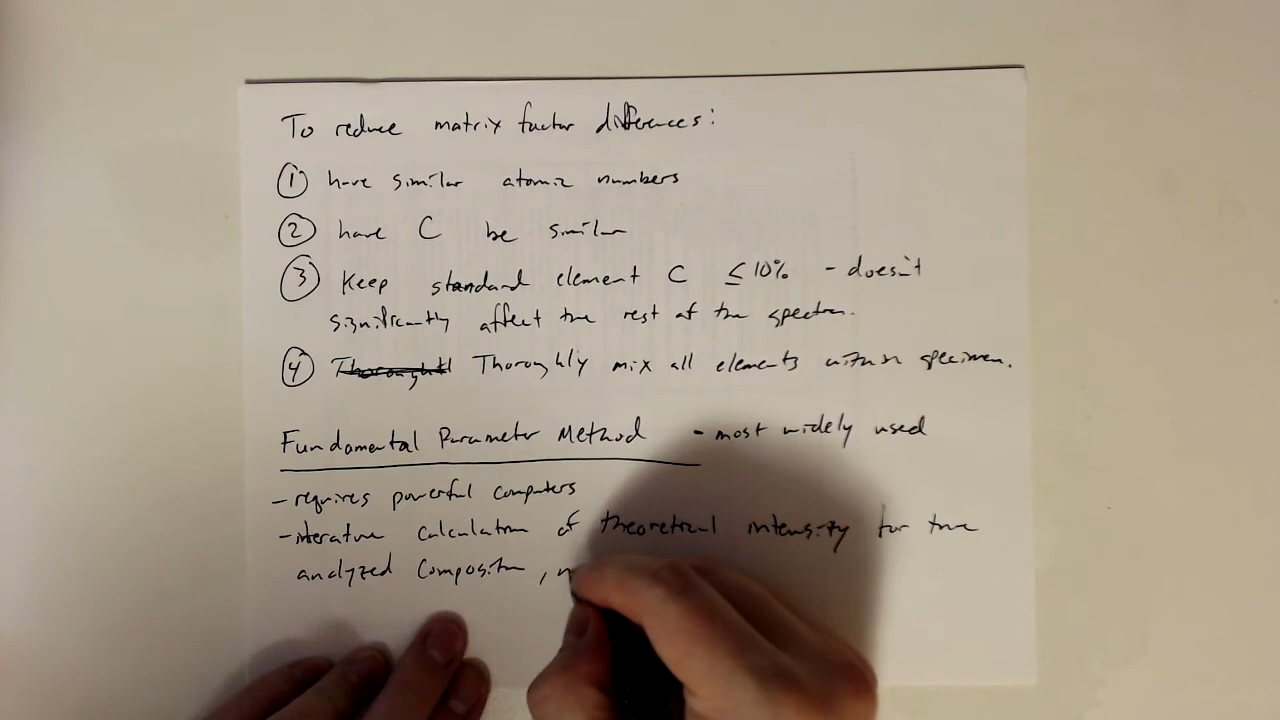 To reduce matrix factor differences:
① have similar atomic numbers
② have C be similar
③ Keep standard element C ≤ 10% - doesn't
significantly affect the rest of the spectra.
④ Thoroughly mix all elements within specimen.
Fundamental Parameter Method - most widely used
- requires powerful computers
- iterative calculation of theoretical intensity for the
analyzed composition ,